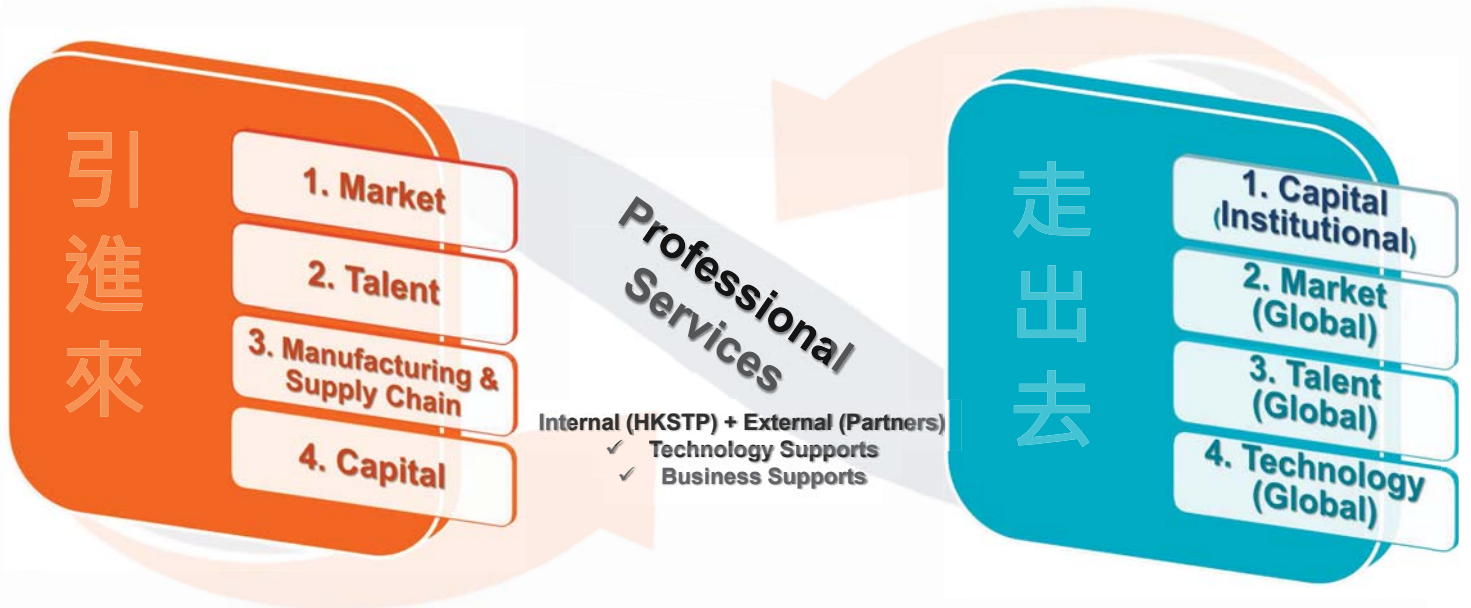 引
進
來
1. Market
2. Talent
3. Manufacturing &
Supply Chain
4. Capital
Professional
Services
Internal (HKSTP) + External (Partners)
✓ Technology Supports
✓ Business Supports
走
出
去
1. Capital
(Institutional)
2. Market
(Global)
3. Talent
(Global)
4. Technology
(Global)